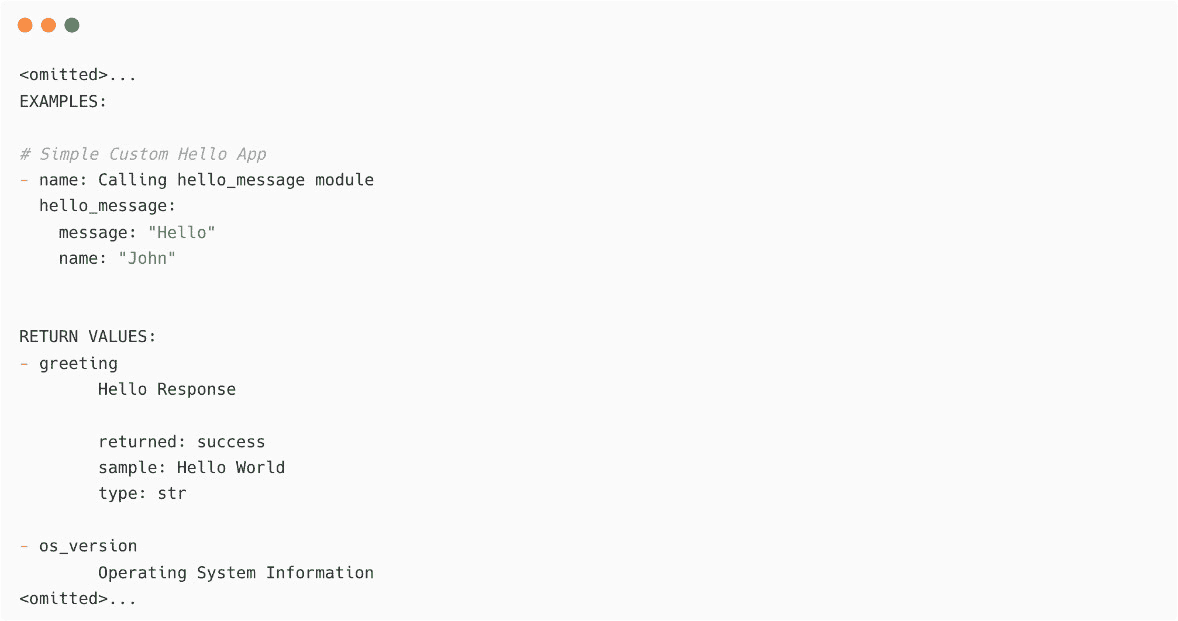 <omitted>...
EXAMPLES:
# Simple Custom Hello App
- name: Calling hello_message module
  hello_message:
    message: "Hello"
    name: "John"
RETURN VALUES:
- greeting
        Hello Response
        returned: success
        sample: Hello World
        type: str
- os_version
        Operating System Information
<omitted>...